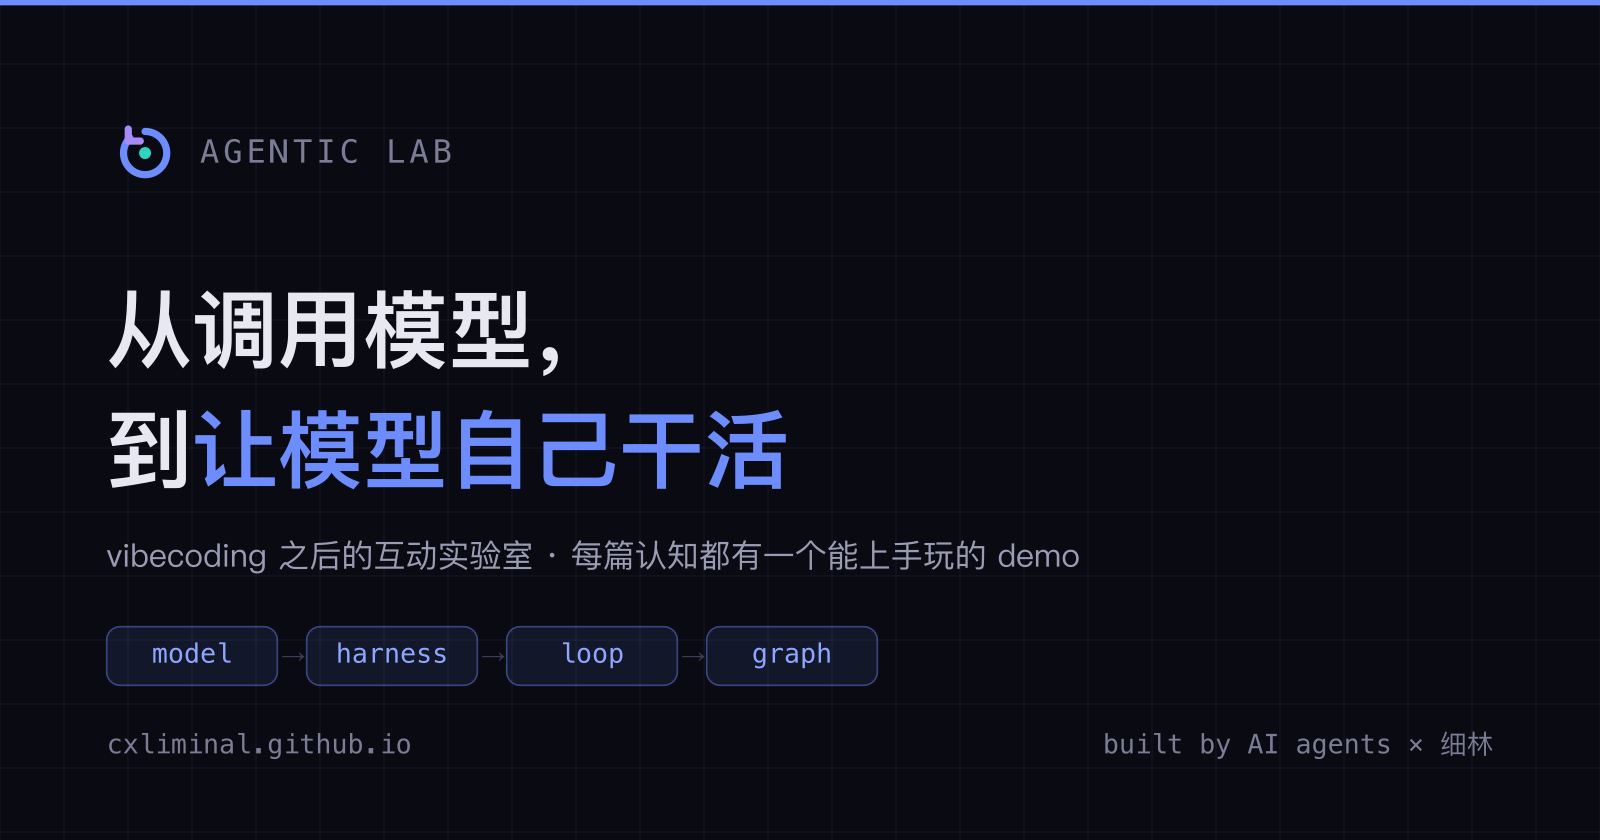 AGENTIC LAB
从调用模型，
到让模型自己干活
vibecoding 之后的互动实验室 · 每篇认知都有一个能上手玩的 demo
model → harness → loop → graph
cxliminal.github.io
built by AI agents × 细林